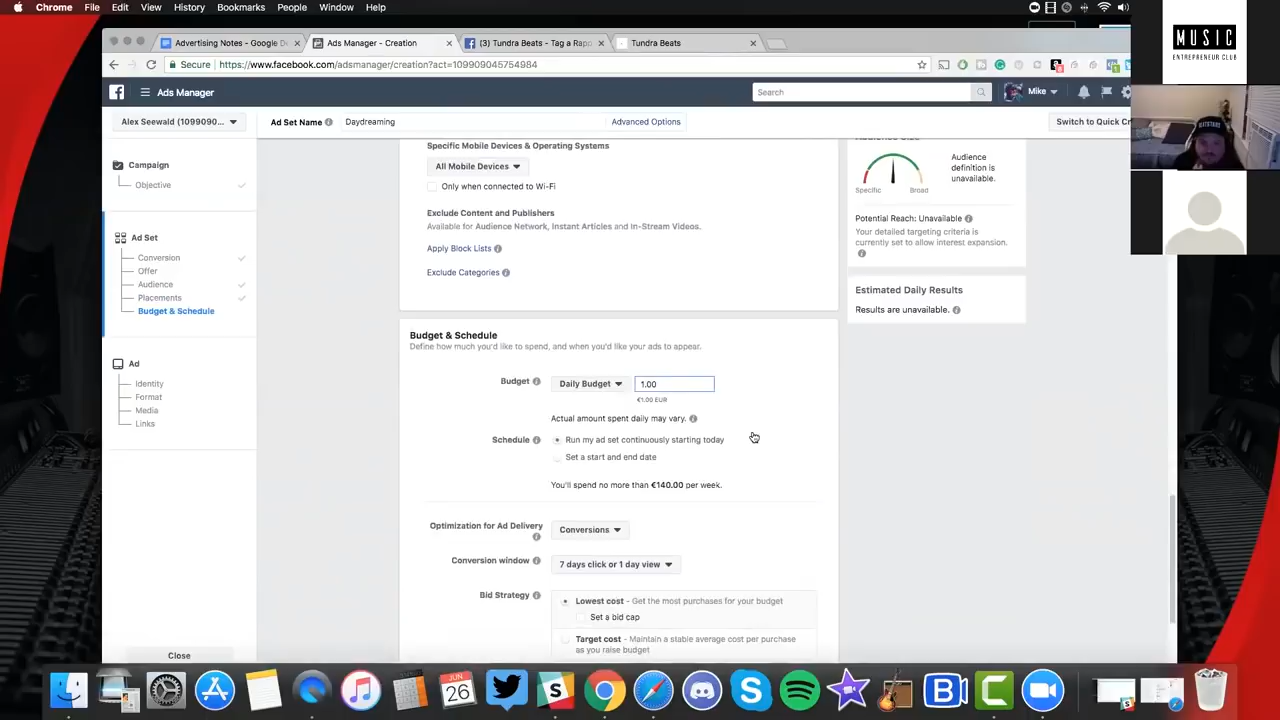 Chrome File Edit View History Bookmarks People Window Help
MUSIC
ENTREPRENEUR CLUB
Advertising Notes - Google D
Ads Manager - Creation
(3) Tundra Beats - Tag a Rapp
Tundra Beats
Secure https://www.facebook.com/adsmanager/creation?act=109990904575​4984
Ads Manager
Search
Mike
Alex Seewald (1099090...
Ad Set Name
Daydreaming
Advanced Options
Switch to Quick Cr
Campaign
Objective
Ad Set
Conversion
Offer
Audience
Placements
Budget & Schedule
Ad
Identity
Format
Media
Links
Close
Specific Mobile Devices & Operating Systems
All Mobile Devices
Only when connected to Wi-Fi
Exclude Content and Publishers
Available for Audience Network, Instant Articles and In-Stream Videos.
Apply Block Lists
Exclude Categories
Budget & Schedule
Define how much you'd like to spend, and when you'd like your ads to appear.
Budget
Daily Budget
1.00
€1.00 EUR
Actual amount spent daily may vary.
Schedule
Run my ad set continuously starting today
Set a start and end date
You'll spend no more than €140.00 per week.
Optimization for Ad Delivery
Conversions
Conversion window
7 days click or 1 day view
Bid Strategy
Lowest cost - Get the most purchases for your budget
Set a bid cap
Target cost - Maintain a stable average cost per purchase
as you raise budget
Specific
Broad
Audience
definition is
unavailable.
Potential Reach: Unavailable
Your detailed targeting criteria is
currently set to allow interest expansion.
Estimated Daily Results
Results are unavailable.
JUN
26